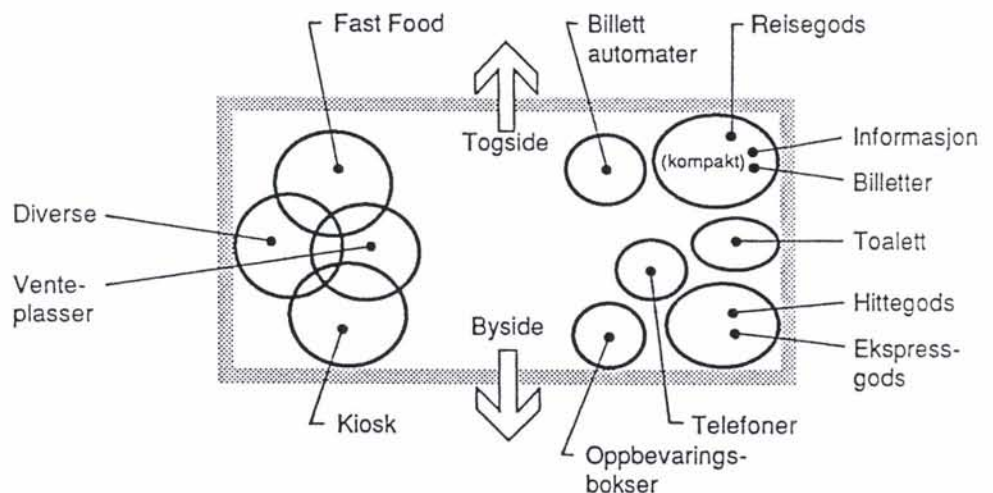 Fast Food
Billett
automater
Reisegods
Togside
(kompakt)
Informasjon
Billetter
Diverse
Toalett
Vente-
plasser
Hittegods
Byside
Ekspress-
gods
Kiosk
Telefoner
Oppbevarings-
bokser